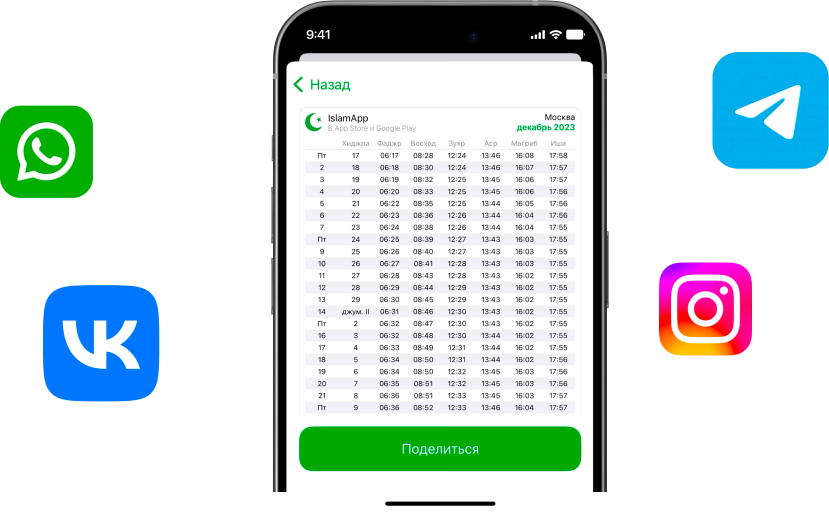 9:41
Назад
IslamApp
В App Store и Google Play
Москва
декабрь 2023
Хиджра Фаджр Восход Зухр Аср Магриб Иша
Пт 17 06:17 08:28 12:24 13:46 16:08 17:58
2 18 06:18 08:30 12:24 13:46 16:07 17:57
3 19 06:19 08:32 12:25 13:45 16:06 17:57
4 20 06:20 08:33 12:25 13:45 16:06 17:56
5 21 06:22 08:35 12:25 13:44 16:05 17:56
6 22 06:23 08:36 12:26 13:44 16:04 17:56
7 23 06:24 08:38 12:26 13:44 16:04 17:55
Пт 24 06:25 08:39 12:27 13:43 16:03 17:55
9 25 06:26 08:40 12:27 13:43 16:03 17:55
10 26 06:27 08:41 12:28 13:43 16:03 17:55
11 27 06:28 08:43 12:28 13:43 16:02 17:55
12 28 06:29 08:44 12:29 13:43 16:02 17:55
13 29 06:30 08:45 12:29 13:43 16:02 17:55
14 джум. II 06:31 08:46 12:30 13:43 16:02 17:55
Пт 2 06:32 08:47 12:30 13:43 16:02 17:55
16 3 06:32 08:48 12:30 13:44 16:02 17:55
17 4 06:33 08:49 12:31 13:44 16:02 17:55
18 5 06:34 08:50 12:31 13:44 16:02 17:56
19 6 06:34 08:50 12:32 13:45 16:03 17:56
20 7 06:35 08:51 12:32 13:45 16:03 17:56
21 8 06:36 08:51 12:33 13:45 16:03 17:57
Пт 9 06:36 08:52 12:33 13:46 16:04 17:57
Поделиться